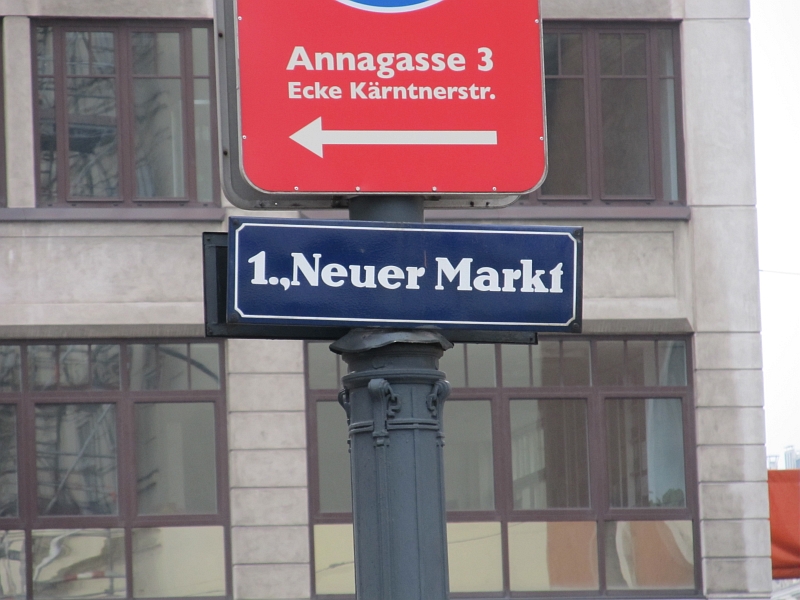 Annagasse 3
Ecke Kärntnerstr.
1.,Neuer Markt